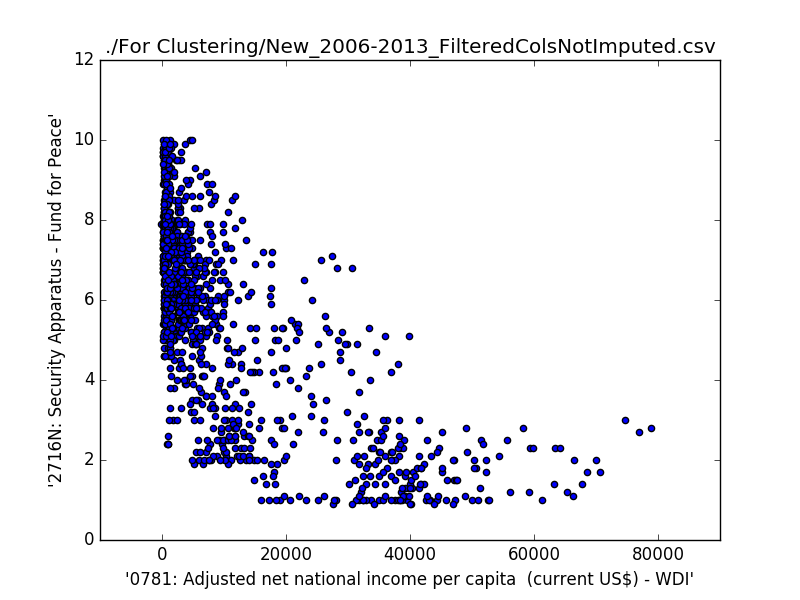 ./For Clustering/New_2006-2013_FilteredColsNotImputed.csv
12
10
8
6
4
2
0
'2716N: Security Apparatus - Fund for Peace'
0 20000 40000 60000 80000
'0781: Adjusted net national income per capita  (current US$) - WDI'